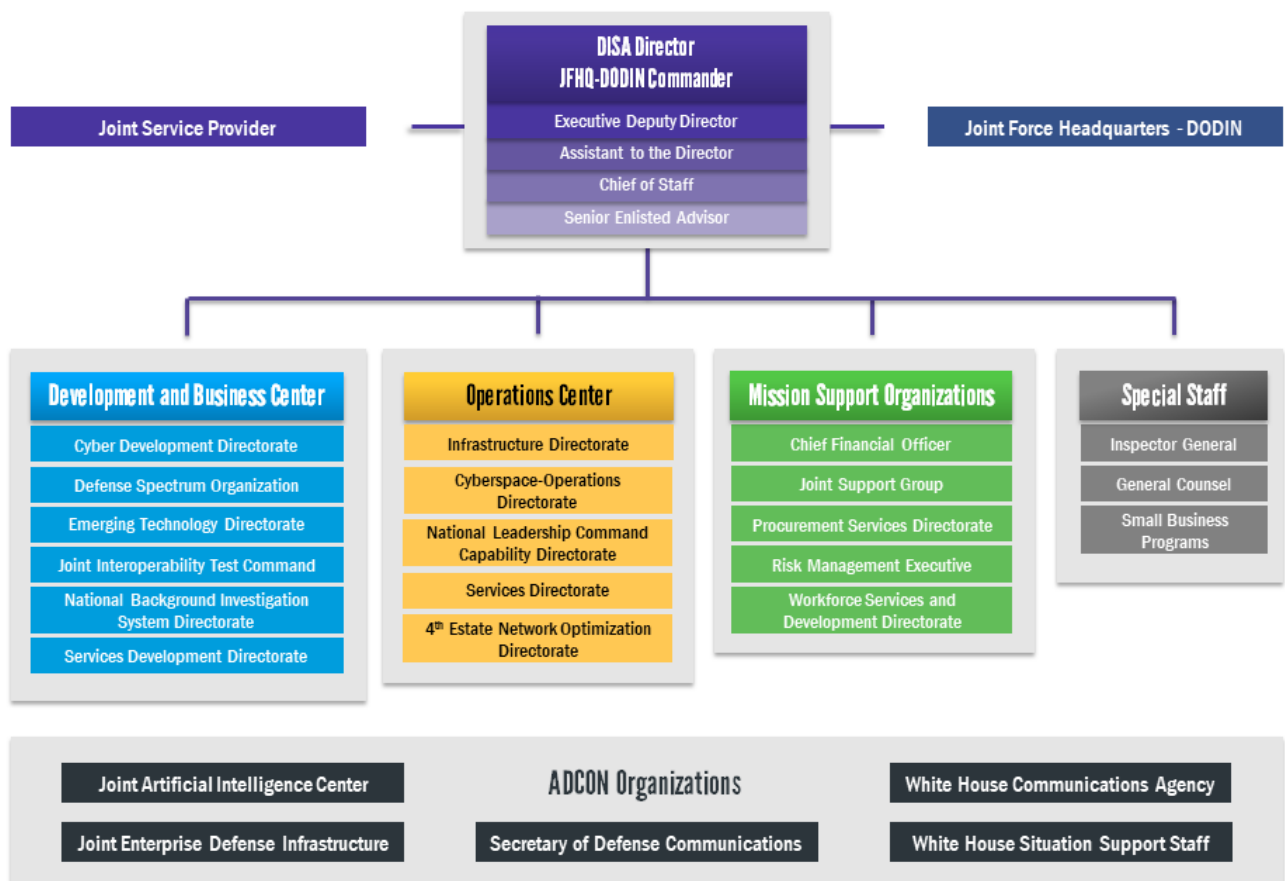 DISA Director
JFHQ-DODIN Commander
Executive Deputy Director
Assistant to the Director
Chief of Staff
Senior Enlisted Advisor
Joint Service Provider
Joint Force Headquarters - DODIN
Development and Business Center
Cyber Development Directorate
Defense Spectrum Organization
Emerging Technology Directorate
Joint Interoperability Test Command
National Background Investigation
System Directorate
Services Development Directorate
Operations Center
Infrastructure Directorate
Cyberspace-Operations
Directorate
National Leadership Command
Capability Directorate
Services Directorate
4th Estate Network Optimization
Directorate
Mission Support Organizations
Chief Financial Officer
Joint Support Group
Procurement Services Directorate
Risk Management Executive
Workforce Services and
Development Directorate
Special Staff
Inspector General
General Counsel
Small Business
Programs
ADCON Organizations
Joint Artificial Intelligence Center
White House Communications Agency
Joint Enterprise Defense Infrastructure
Secretary of Defense Communications
White House Situation Support Staff